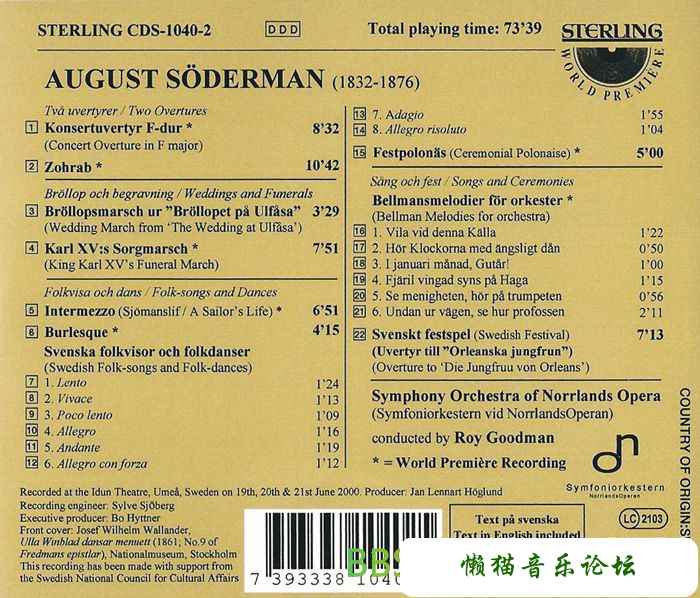 STERLING CDS-1040-2
DDD
Total playing time: 73'39
STERLING
WORLD PREMIÈRE
AUGUST SÖDERMAN (1832-1876)
Två uvertyrer / Two Overtures
1 Konsertuvertyr F-dur * 8'32
(Concert Overture in F major)
2 Zohrab * 10'42
Bröllop och begravning / Weddings and Funerals
3 Bröllopsmarsch ur "Bröllopet på Ulfåsa" 3'29
(Wedding March from 'The Wedding at Ulfåsa')
4 Karl XV:s Sorgmarsch * 7'51
(King Karl XV's Funeral March)
Folkvisa och dans / Folk-songs and Dances
5 Intermezzo (Sjömanslif / A Sailor's Life) * 6'51
6 Burlesque * 4'15
Svenska folkvisor och folkdanser
(Swedish Folk-songs and Folk-dances)
7 1. Lento 1'24
8 2. Vivace 1'13
9 3. Poco lento 1'09
10 4. Allegro 1'16
11 5. Andante 1'19
12 6. Allegro con forza 1'12
13 7. Adagio 1'55
14 8. Allegro risoluto 1'04
15 Festpolonäs (Ceremonial Polonaise) * 5'00
Sång och fest / Songs and Ceremonies
Bellmansmelodier för orkester *
(Bellman Melodies for orchestra)
16 1. Vila vid denna Källa 1'22
17 2. Hör Klockorna med ängsligt dån 0'50
18 3. I januari månad, Gutår! 1'00
19 4. Fjäril vingad syns på Haga 1'15
20 5. Se menigheten, hör på trumpeten 0'56
21 6. Undan ur vägen, se hur profossen 2'11
22 Svenskt festspel (Swedish Festival) 7'13
(Uvertyr till "Orleanska jungfrun")
(Overture to 'Die Jungfruu von Orleans')
Symphony Orchestra of Norrlands Opera
(Symfoniorkestern vid NorrlandsOperan)
conducted by Roy Goodman
* = World Première Recording
Symfoniorkestern
NorrlandsOperan
COUNTRY OF ORIGIN:
Recorded at the Idun Theatre, Umeå, Sweden on 19th, 20th & 21st June 2000. Producer: Jan Lennart Höglund
Recording engineer: Sylve Sjöberg
Executive producer: Bo Hyttner
Front cover: Josef Wilhelm Wallander,
Ulla Winblad dansar menuett (1861; No.9 of
Fredmans epistlar), Nationalmuseum, Stockholm
This recording has been made with support from
the Swedish National Council for Cultural Affairs
7 393338 1040
BBS
Text på svenska
Text in English included
LC 2103
懒猫音乐论坛